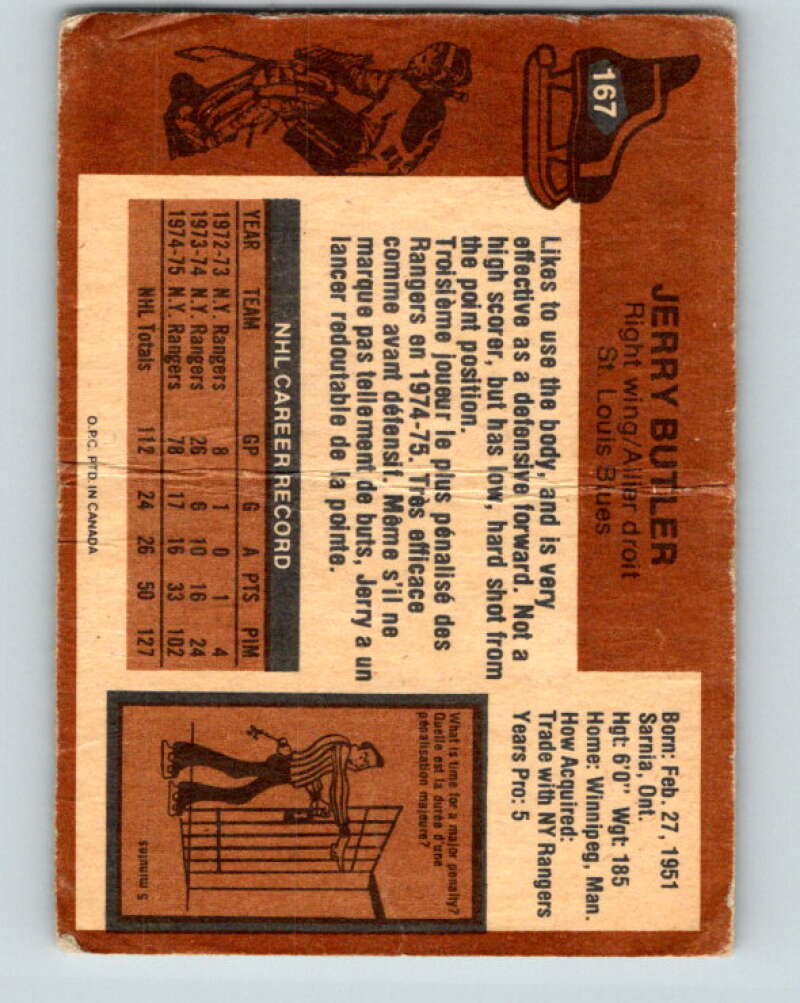 167
JERRY BUTLER
Right wing/Ailier droit
St. Louis Blues
Likes to use the body, and is very
effective as a defensive forward. Not a
high scorer, but has low, hard shot from
the point position.
Troisième joueur le plus pénalisé des
Rangers en 1974-75. Très efficace
comme avant défensif. Même s'il ne
marque pas tellement de buts, Jerry a un
lancer redoutable de la pointe.
NHL CAREER RECORD
YEAR TEAM GP G A PTS PIM
1972-73 N.Y. Rangers 8 1 0 1 4
1973-74 N.Y. Rangers 26 6 10 16 24
1974-75 N.Y. Rangers 78 17 16 33 102
NHL Totals 112 24 26 50 127
O.P.C. PTD. IN CANADA
Born: Feb. 27, 1951
Sarnia, Ont.
Hgt: 6'0" Wgt: 185
Home: Winnipeg, Man.
How Acquired:
Trade with NY Rangers
Years Pro: 5
What is time for a major penalty?
Quelle est la durée d'une
pénalisation majeure?
5 minutes